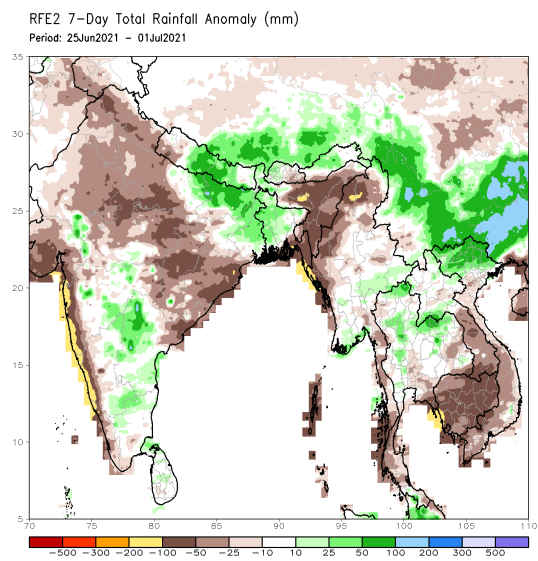 RFE2 7-Day Total Rainfall Anomaly (mm)
Period: 25Jun2021 - 01Jul2021
35
30
25
20
15
10
5
70 75 80 85 90 95 100 105 110
-500 -300 -200 -100 -50 -25 -10 10 25 50 100 200 300 500